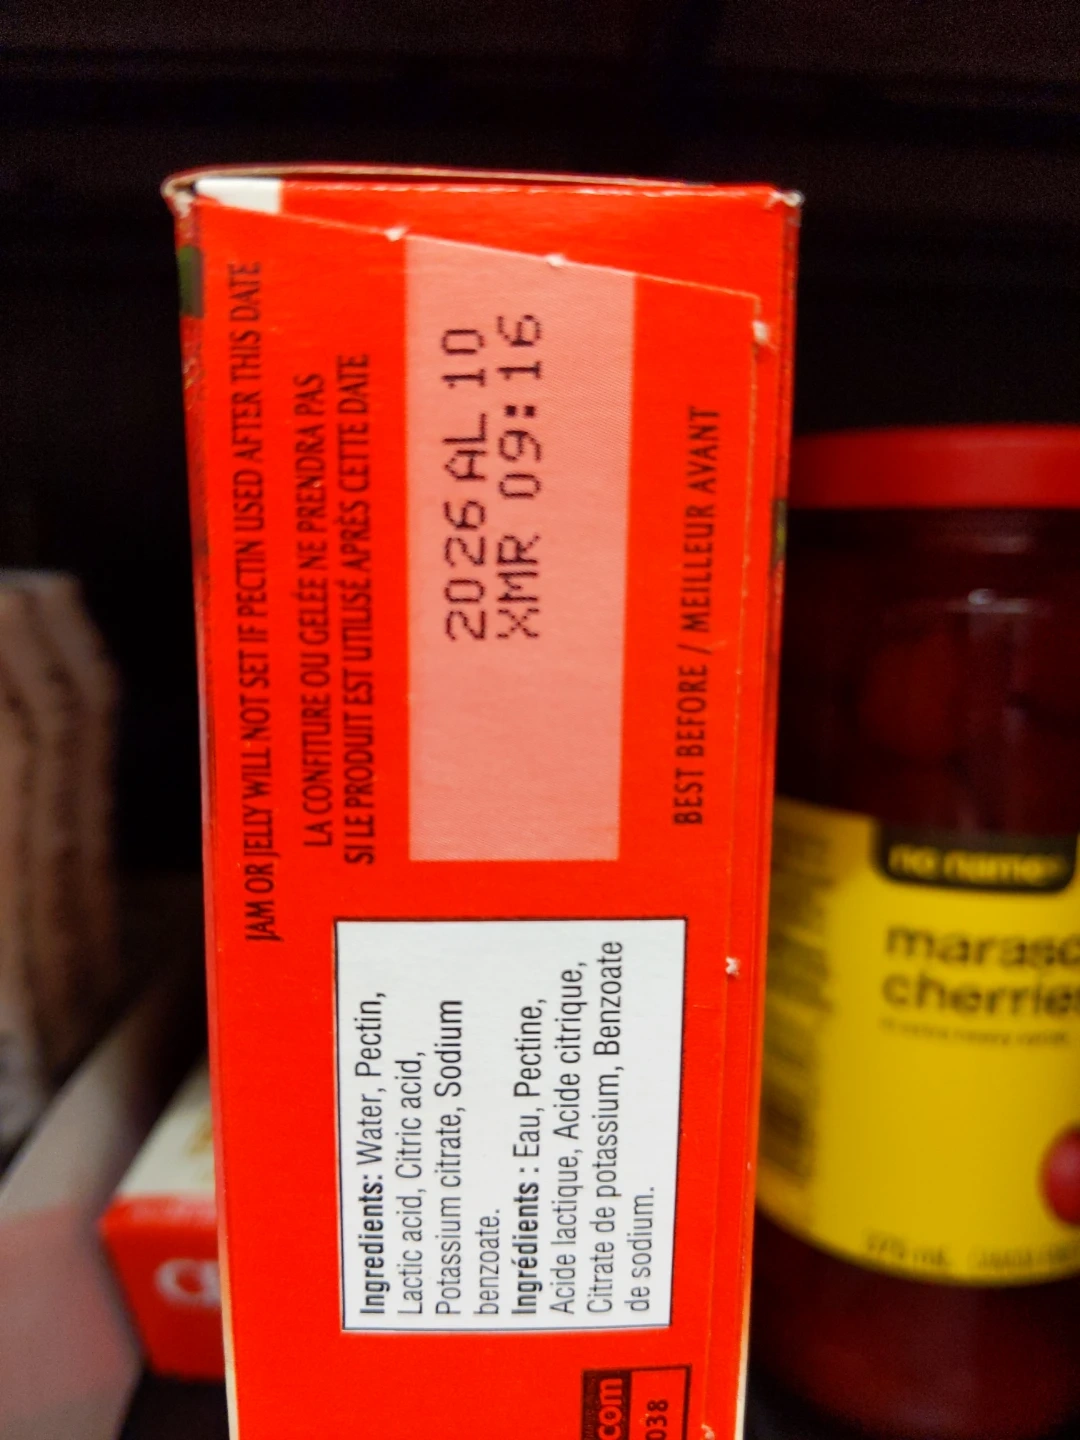 JAM OR JELLY WILL NOT SET IF PECTIN USED AFTER THIS DATE
LA CONFITURE OU GELÉE NE PRENDRA PAS
SI LE PRODUIT EST UTILISÉ APRÈS CETTE DATE
2026 AL 10
XMR 09:16
BEST BEFORE / MEILLEUR AVANT
Ingredients: Water, Pectin,
Lactic acid, Citric acid,
Potassium citrate, Sodium
benzoate.
Ingrédients : Eau, Pectine,
Acide lactique, Acide citrique,
Citrate de potassium, Benzoate
de sodium.
com
038
no name
marasc
cherries